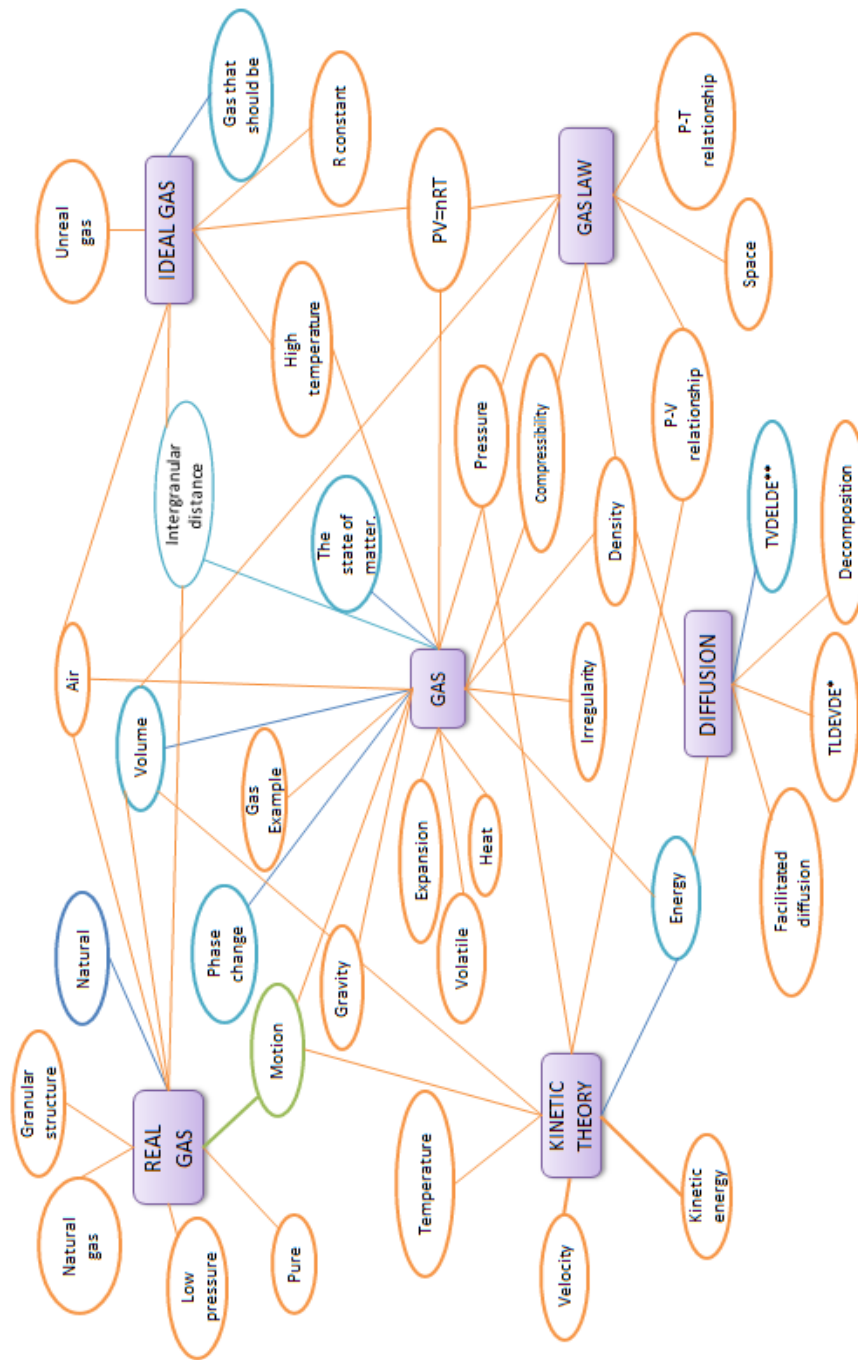 Granular
structure
Natural
gas
Low
pressure
Pure
REAL
GAS
Natural
Motion
Air
Volume
Intergranular
distance
Unreal
gas
IDEAL GAS
Gas that
should be
R constant
High
temperature
Phase
change
Gas
Example
The
state of
matter.
Gravity
PV=nRT
GAS
Expansion
Volatile
Heat
Pressure
Compressibility
GAS LAW
Temperature
Irregularity
Density
P-T
relationship
Space
P-V
relationship
KINETIC
THEORY
Velocity
Kinetic
energy
Energy
DIFFUSION
TVDELDE**
Facilitated
diffusion
TLDEVDE*
Decomposition